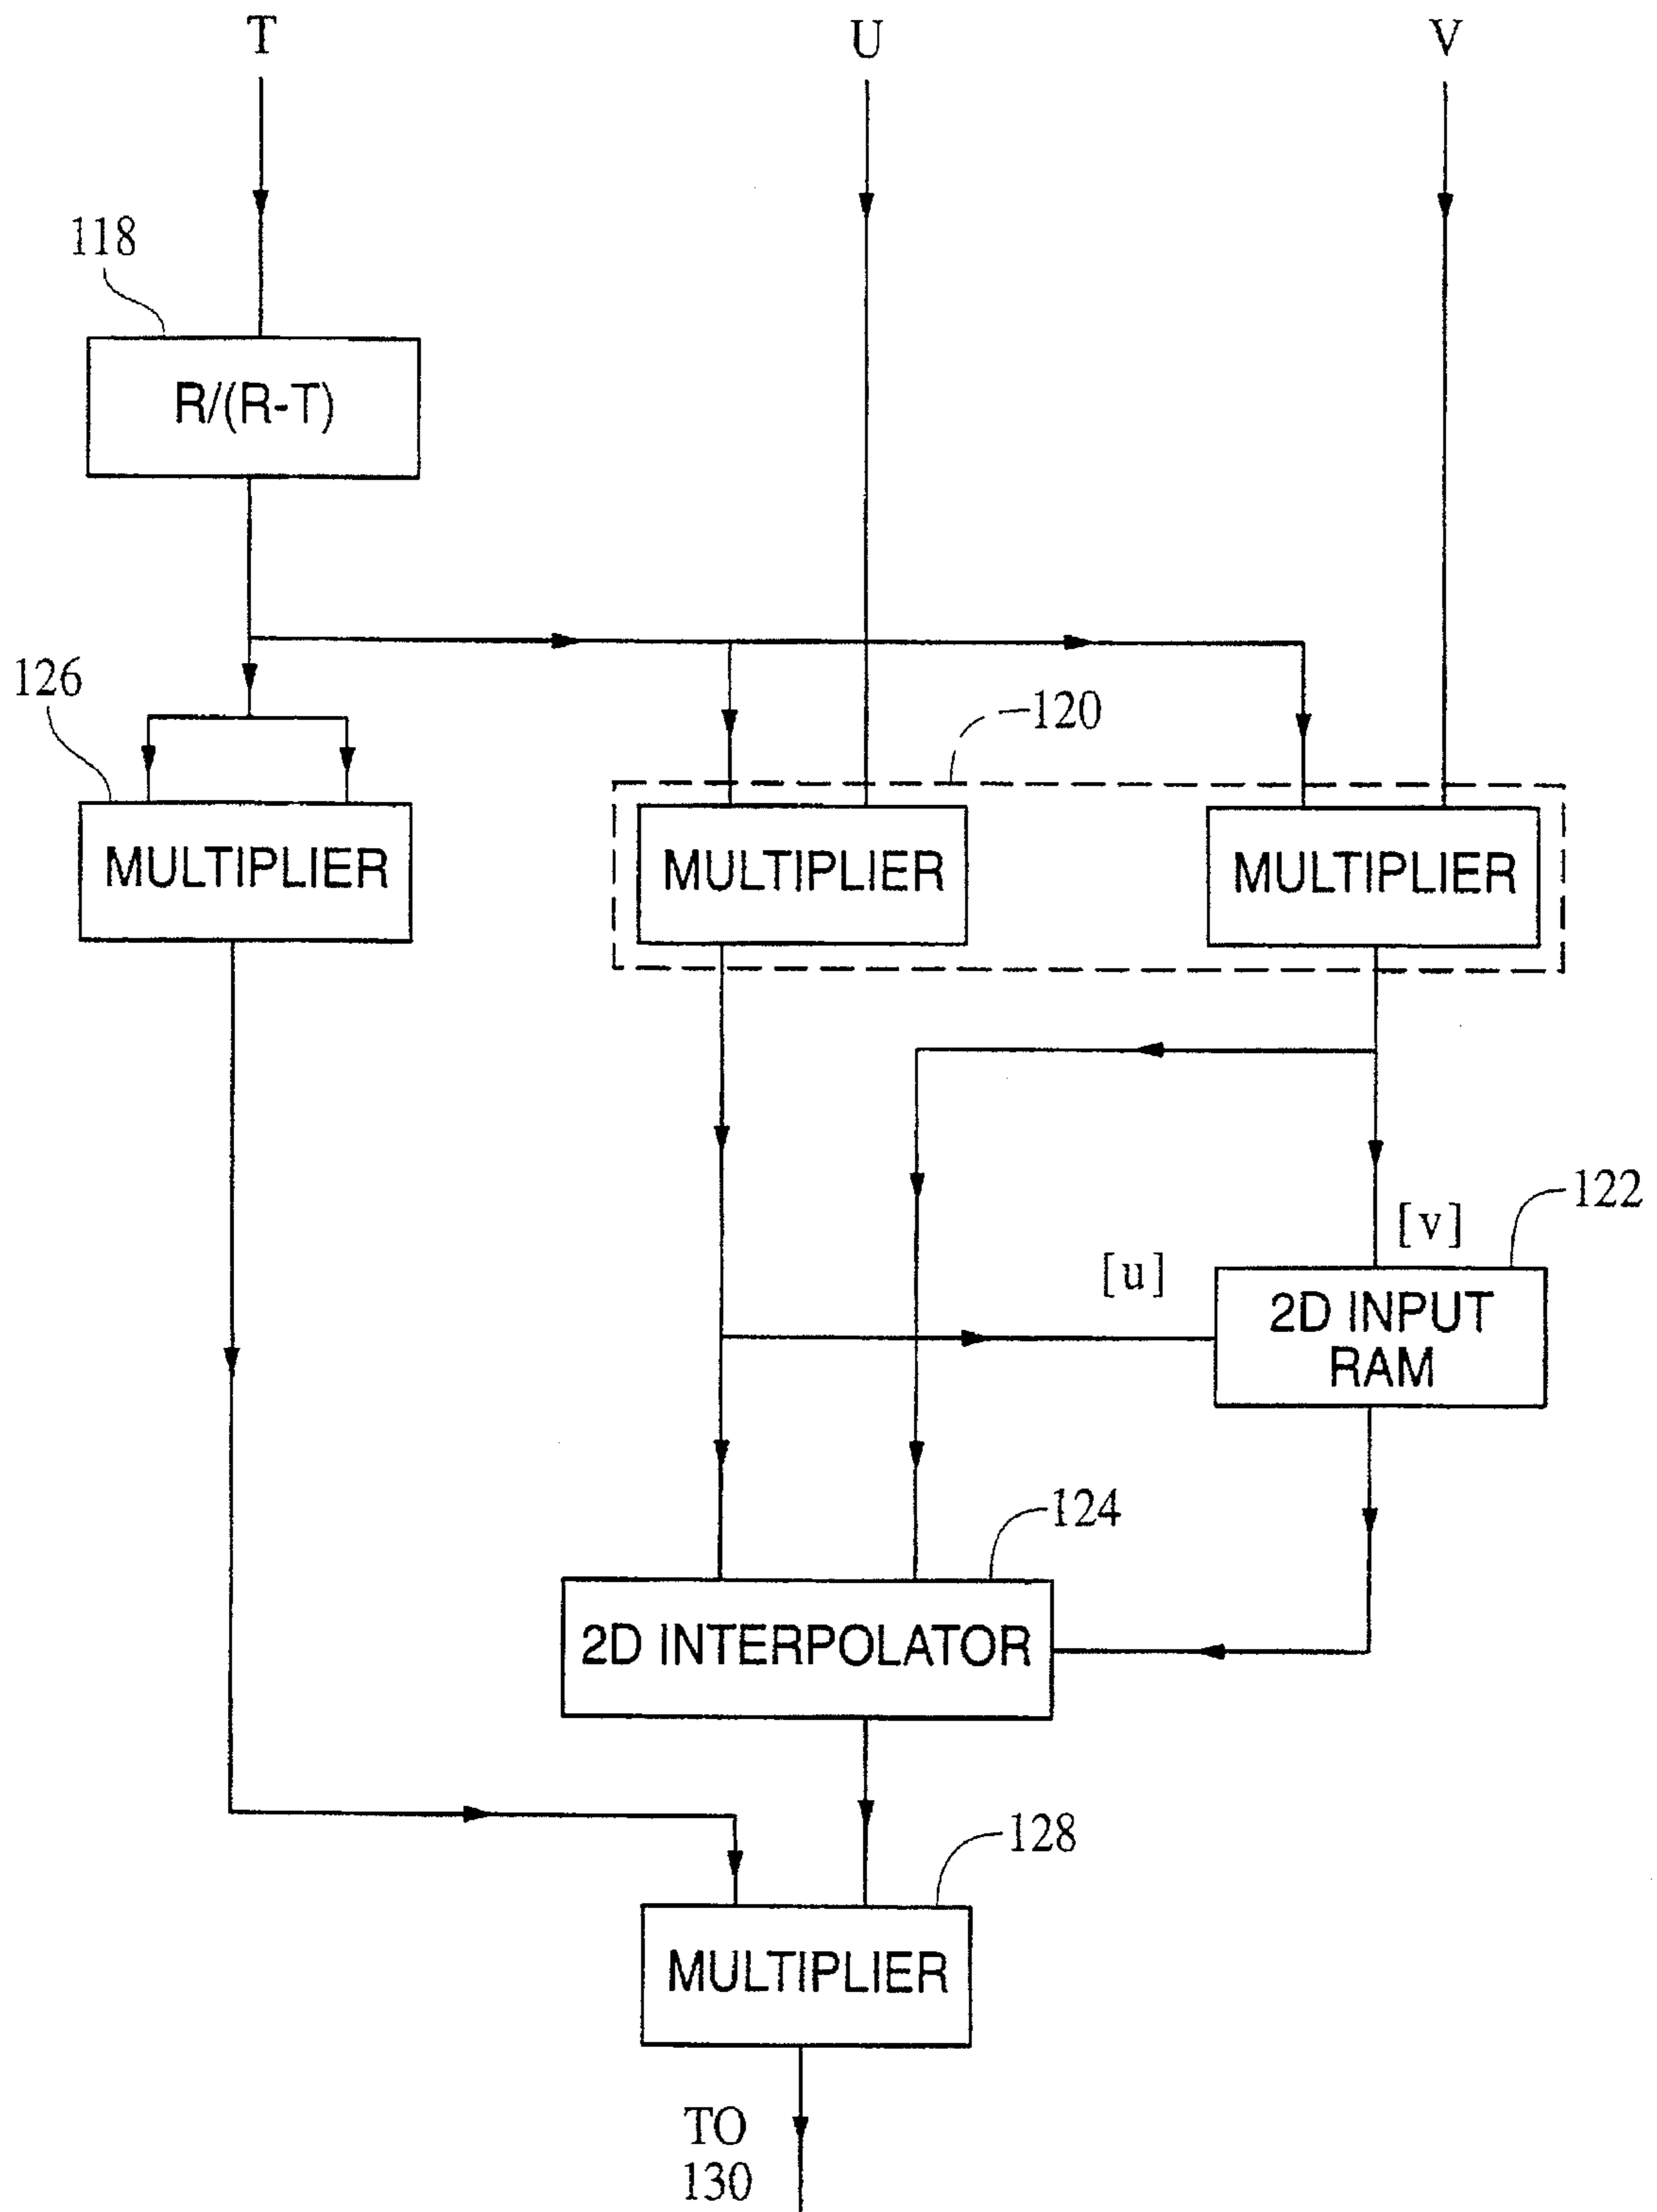 T
U
V
118
R/(R-T)
126
120
MULTIPLIER
MULTIPLIER
MULTIPLIER
122
[v]
[u]
2D INPUT
RAM
124
2D INTERPOLATOR
128
MULTIPLIER
TO
130